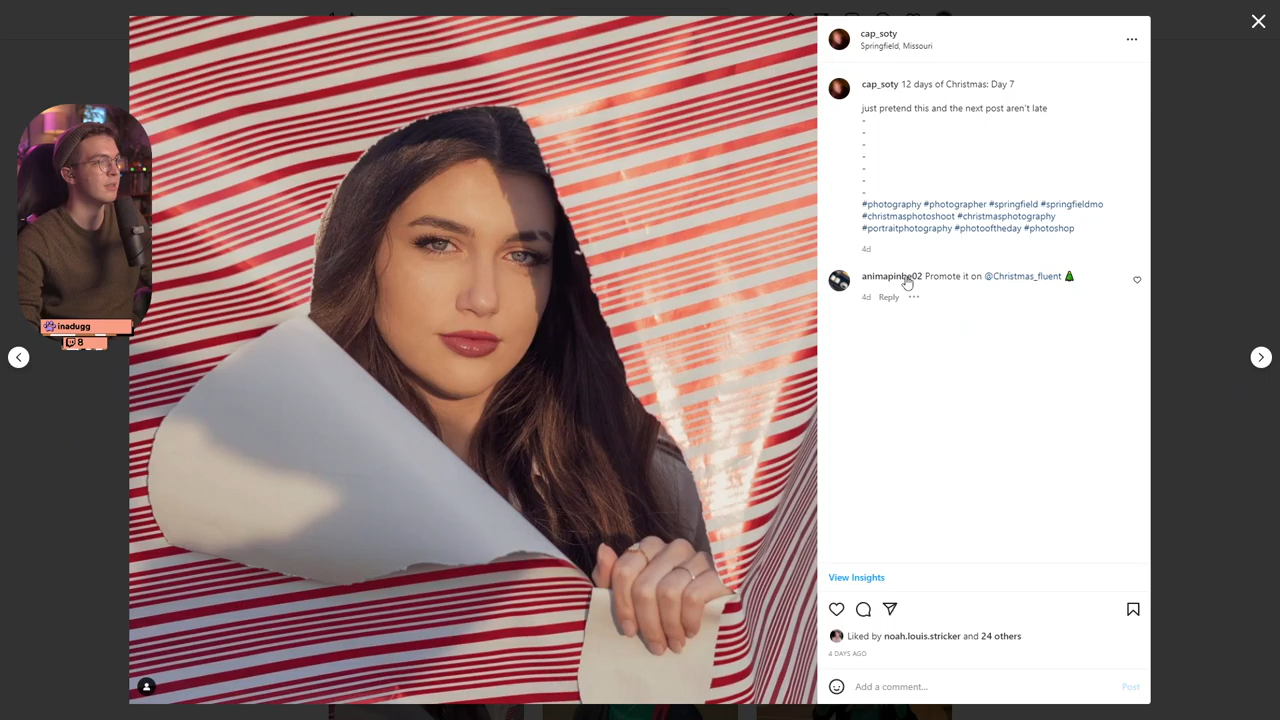 cap_soty
Springfield, Missouri
cap_soty 12 days of Christmas: Day 7
just pretend this and the next post aren't late
-
-
-
-
-
-
-
#photography #photographer #springfield #springfieldmo
#christmasphotoshoot #christmasphotography
#portraitphotography #photooftheday #photoshop
4d
Promote it on @Christmas_fluent
4d Reply
View Insights
Liked by noah.louis.stricker and 24 others
4 DAYS AGO
Add a comment...
Post
inadugg
8